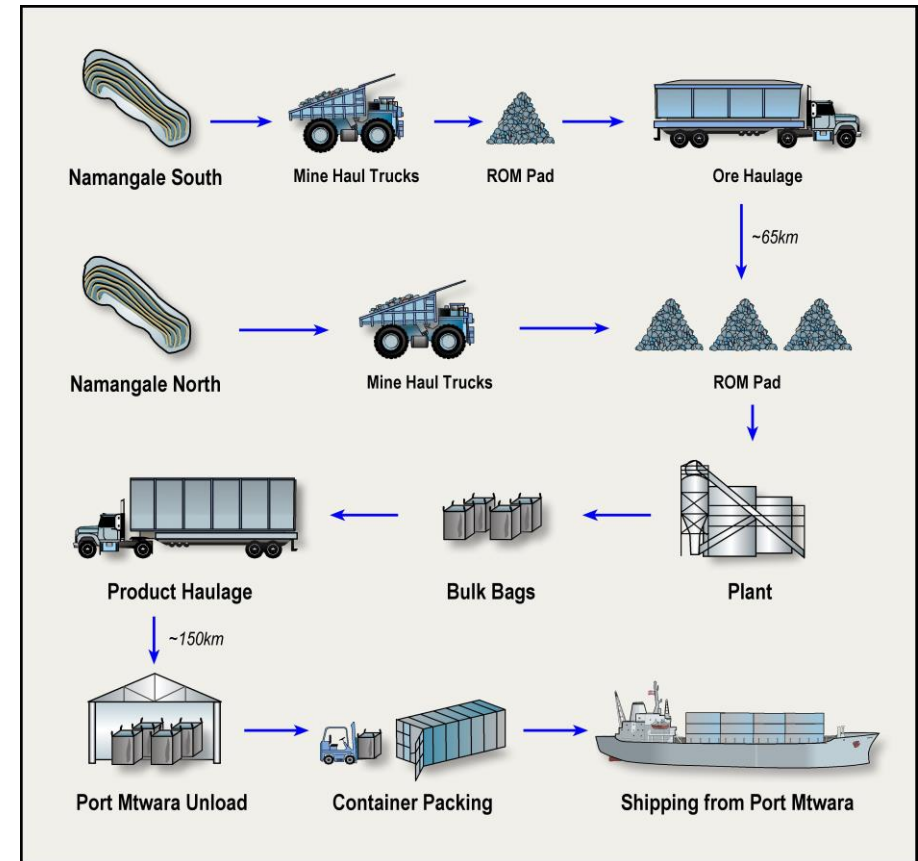 Namangale South
Mine Haul Trucks
ROM Pad
Ore Haulage
~65km
Namangale North
Mine Haul Trucks
ROM Pad
Product Haulage
Bulk Bags
Plant
~150km
Port Mtwara Unload
Container Packing
Shipping from Port Mtwara